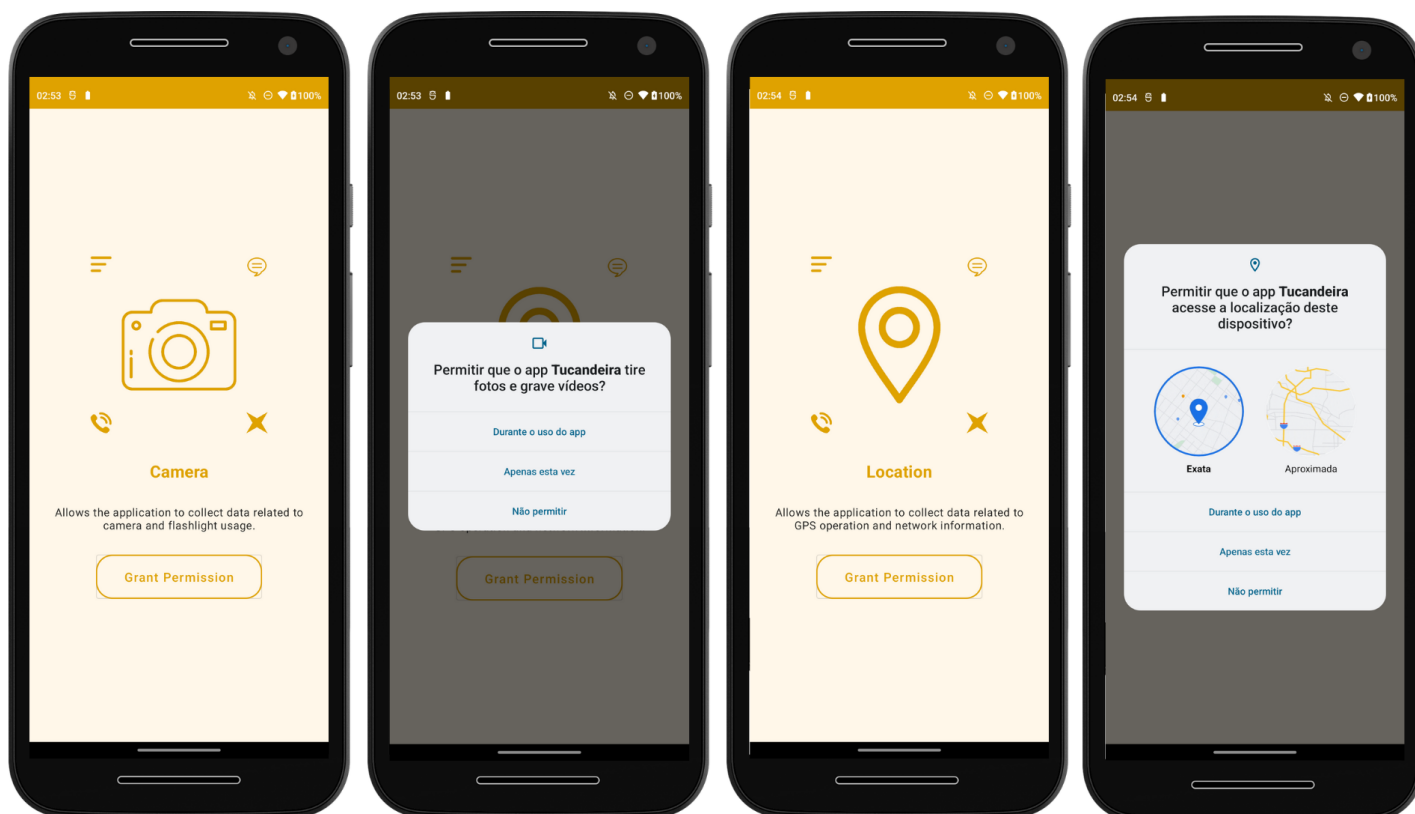 02:53
100%
Camera
Allows the application to collect data related to
camera and flashlight usage.
Grant Permission
02:53
100%
Permitir que o app Tucandeira tire
fotos e grave vídeos?
Durante o uso do app
Apenas esta vez
Não permitir
Grant Permission
02:54
100%
Location
Allows the application to collect data related to
GPS operation and network information.
Grant Permission
02:54
100%
Permitir que o app Tucandeira
acesse a localização deste
dispositivo?
Exata
Aproximada
Durante o uso do app
Apenas esta vez
Não permitir